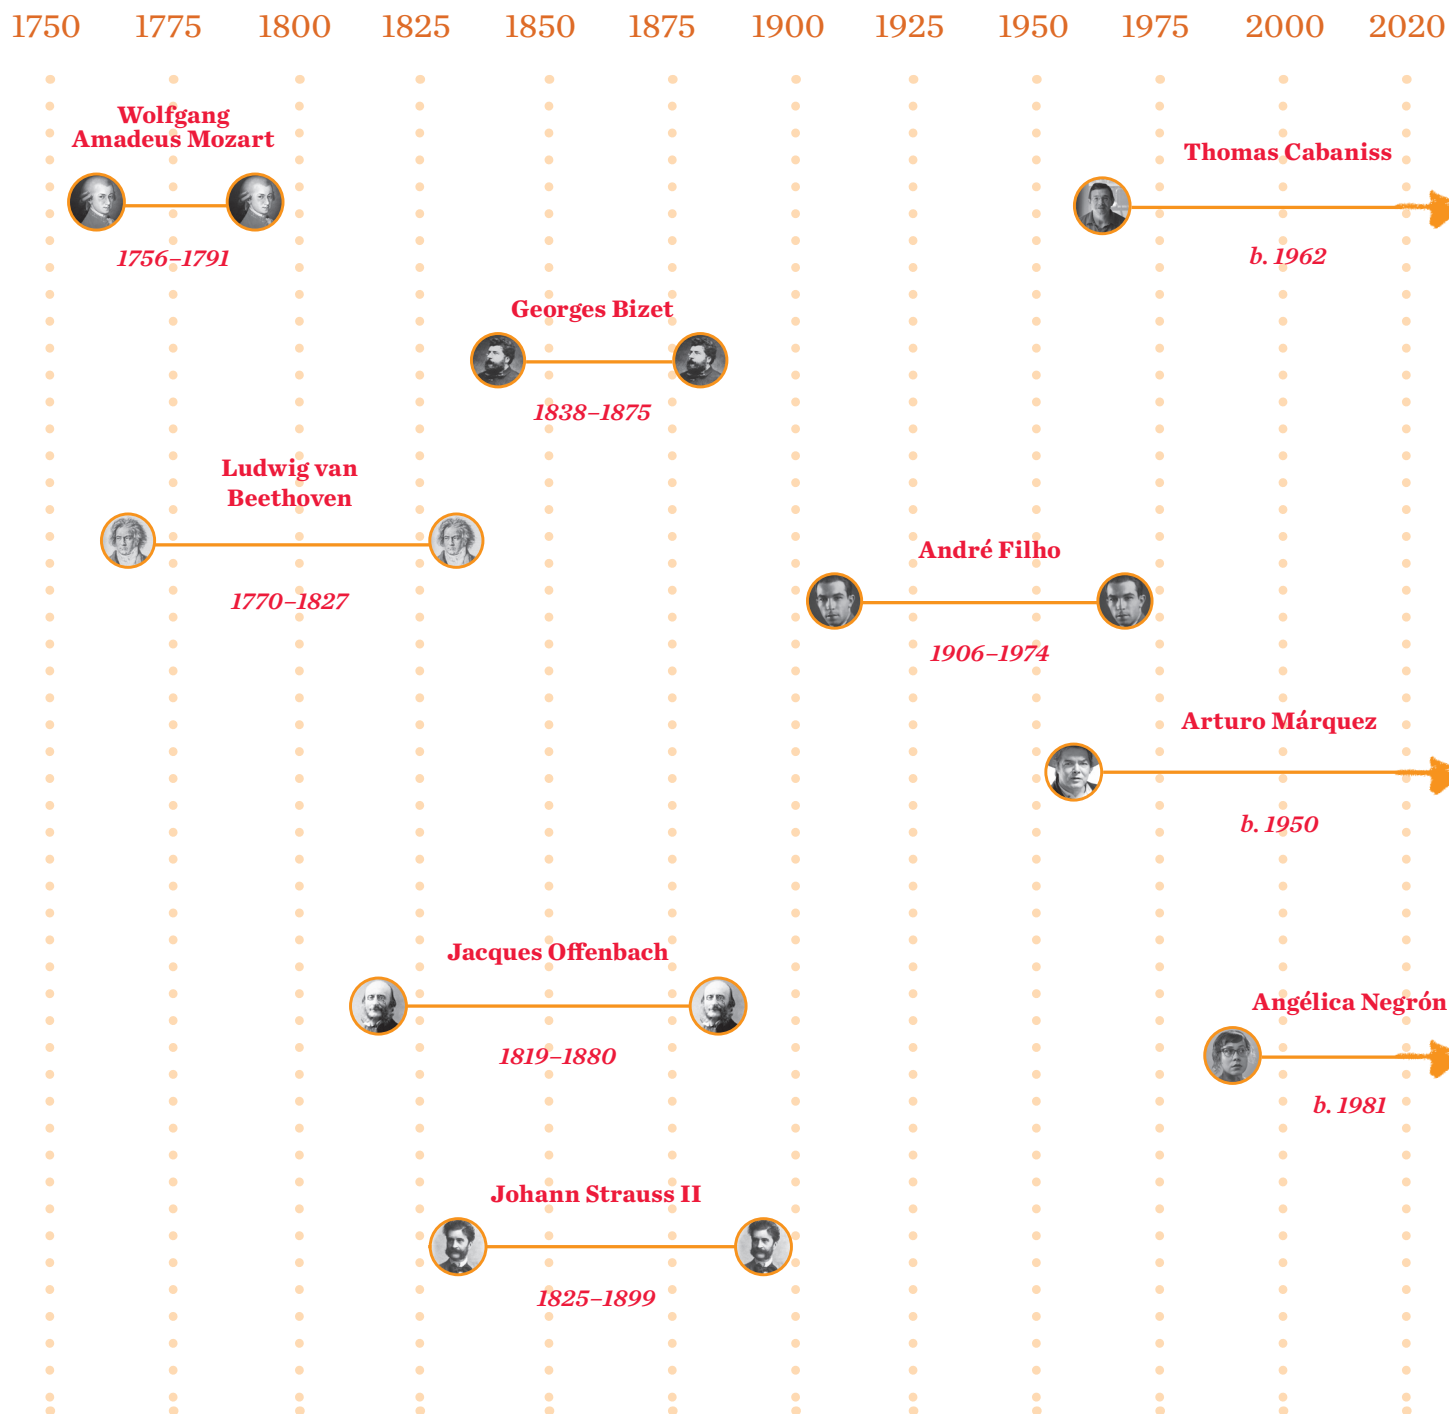 1750 1775 1800 1825 1850 1875 1900 1925 1950 1975 2000 2020
Wolfgang
Amadeus Mozart
1756–1791
Thomas Cabaniss
b. 1962
Georges Bizet
1838–1875
Ludwig van
Beethoven
1770–1827
André Filho
1906–1974
Arturo Márquez
b. 1950
Jacques Offenbach
1819–1880
Angélica Negrón
b. 1981
Johann Strauss II
1825–1899